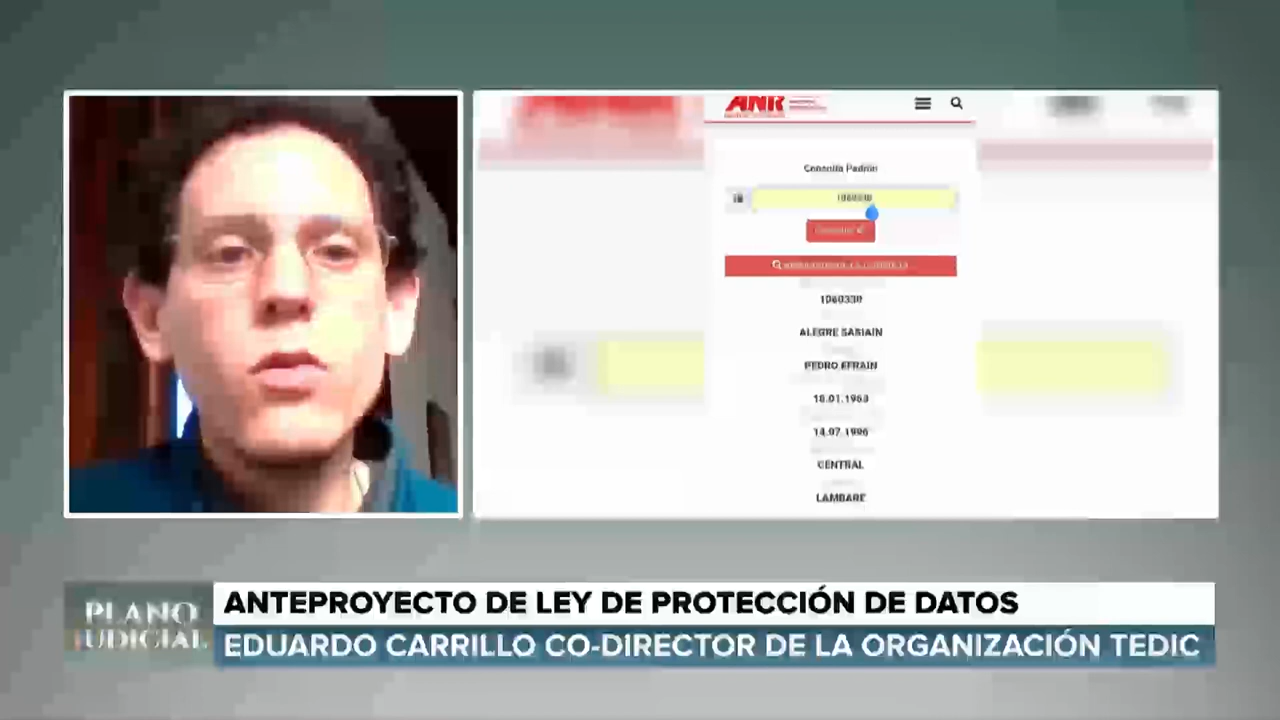 ANR
Consulta Padrón
1060330
1060330
ALEGRE SASIAIN
PEDRO EFRAIN
18.01.1963
14.07.1996
CENTRAL
LAMBARE
PLANO
JUDICIAL
ANTEPROYECTO DE LEY DE PROTECCIÓN DE DATOS
EDUARDO CARRILLO CO-DIRECTOR DE LA ORGANIZACIÓN TEDIC